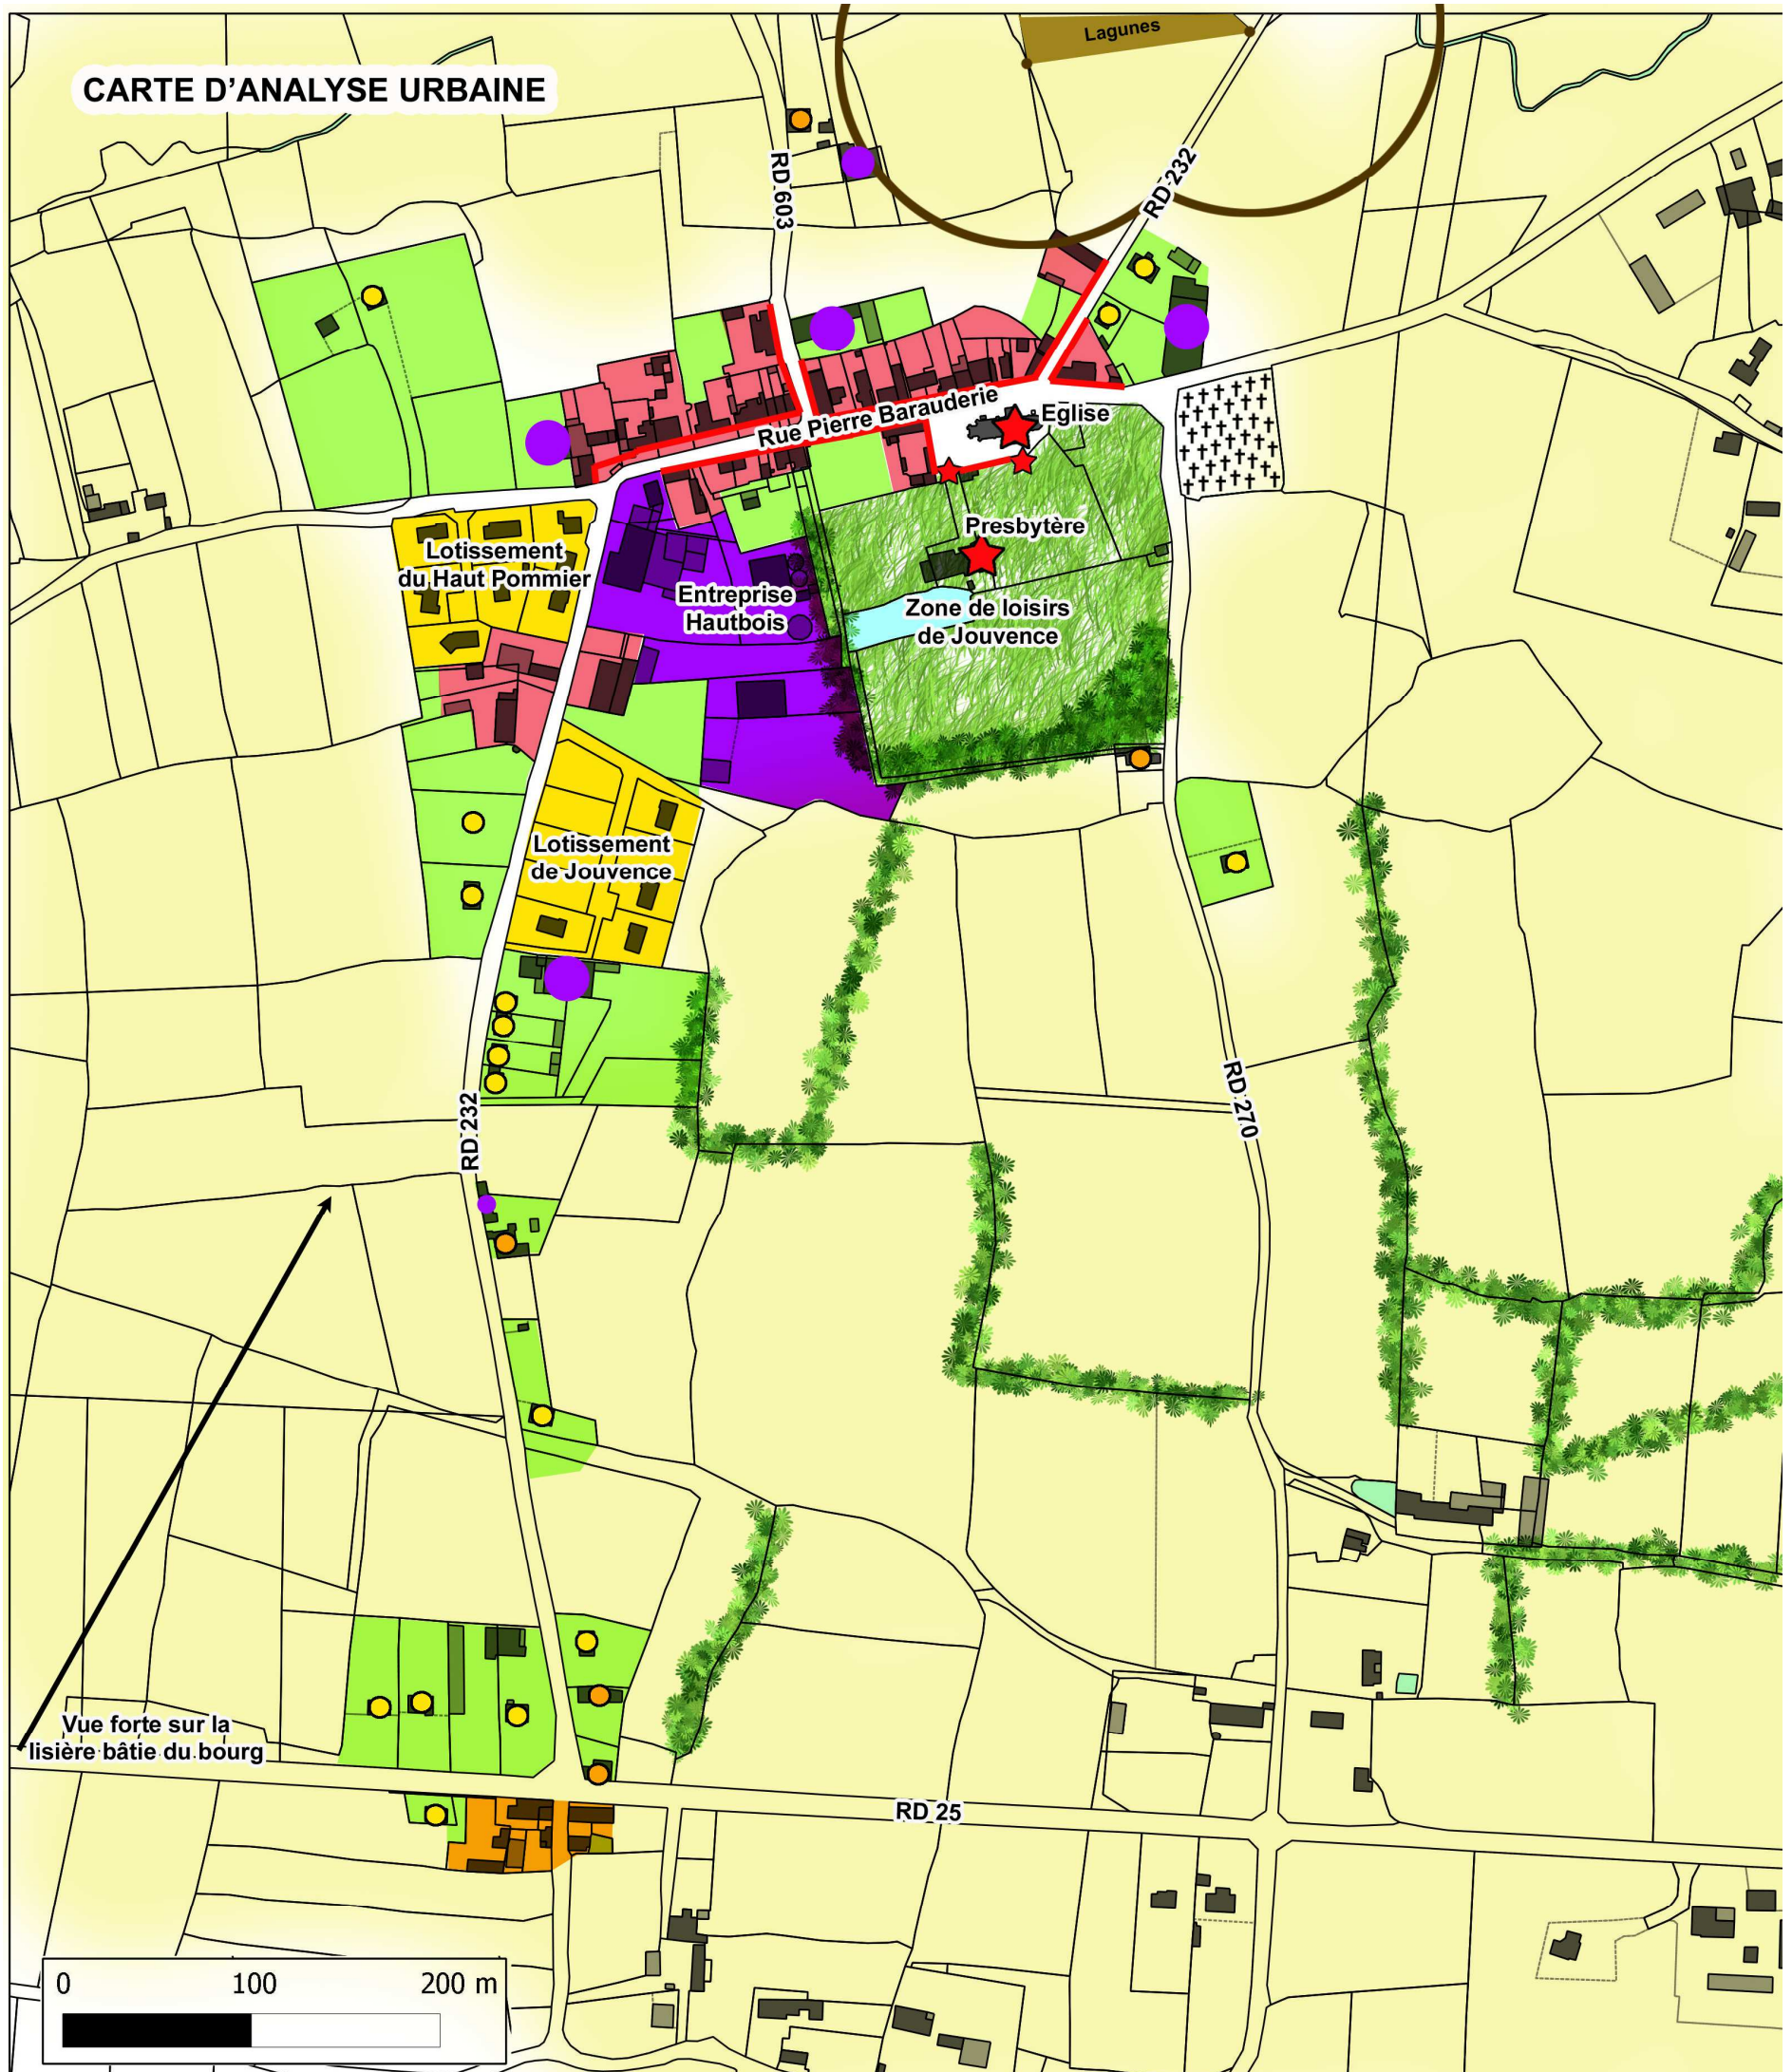 Lagunes
CARTE D'ANALYSE URBAINE
RD 603
RD 232
Rue Pierre Barauderie
Eglise
Presbytère
Lotissement
du Haut Pommier
Entreprise
Hautbois
Zone de loisirs
de Jouvence
Lotissement
de Jouvence
RD 232
RD 270
Vue forte sur la
lisière bâtie du bourg
RD 25
0 100 200 m